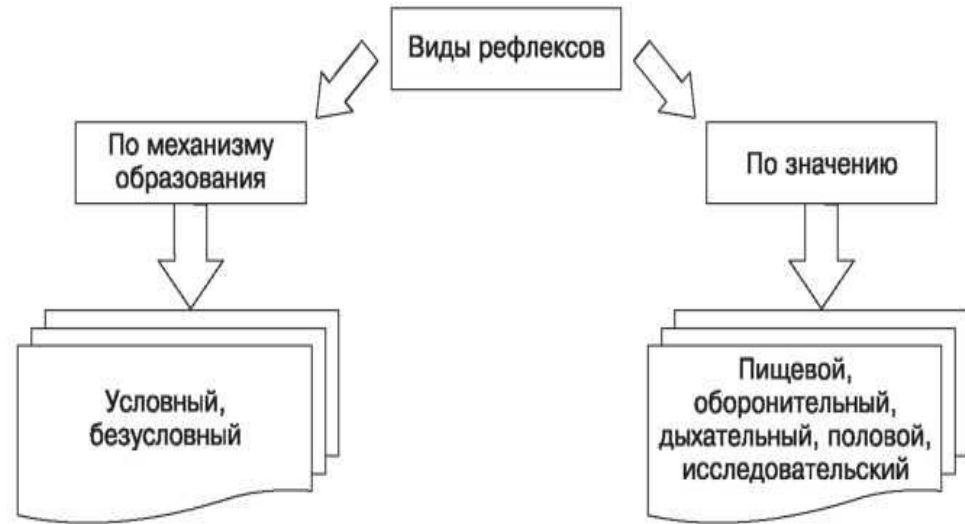 Виды рефлексов
По механизму
образования
По значению
Условный,
безусловный
Пищевой,
оборонительный,
дыхательный, половой,
исследовательский